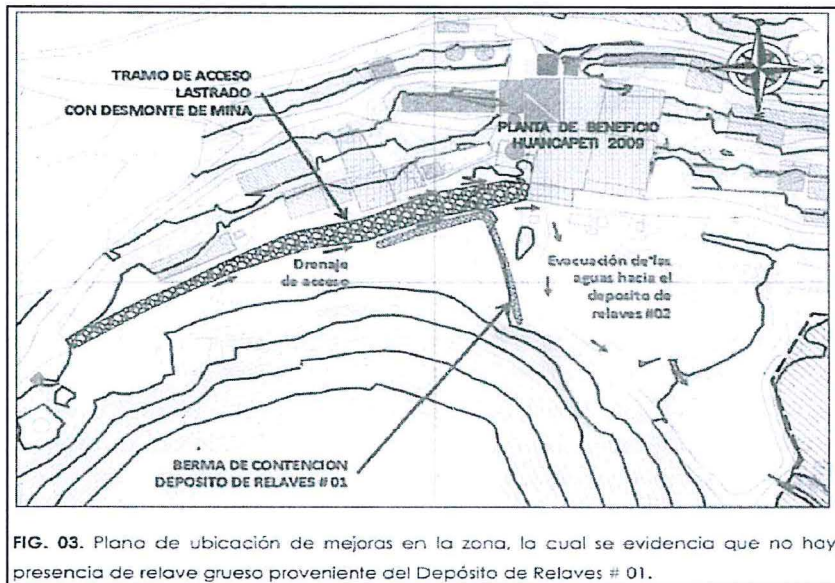 TRAMO DE ACCESO
LASTRADO
CON DESMONTE DE MINA
PLANTA DE BENEFICIO
HUANCAPETI 2009
Drenaje
de acceso
Evacuación de las
aguas hacia el
deposito de
relaves #02
BERMA DE CONTENCION
DEPOSITO DE RELAVES # 01
FIG. 03. Plano de ubicación de mejoras en la zona, la cual se evidencia que no hay
presencia de relave grueso proveniente del Depósito de Relaves # 01.